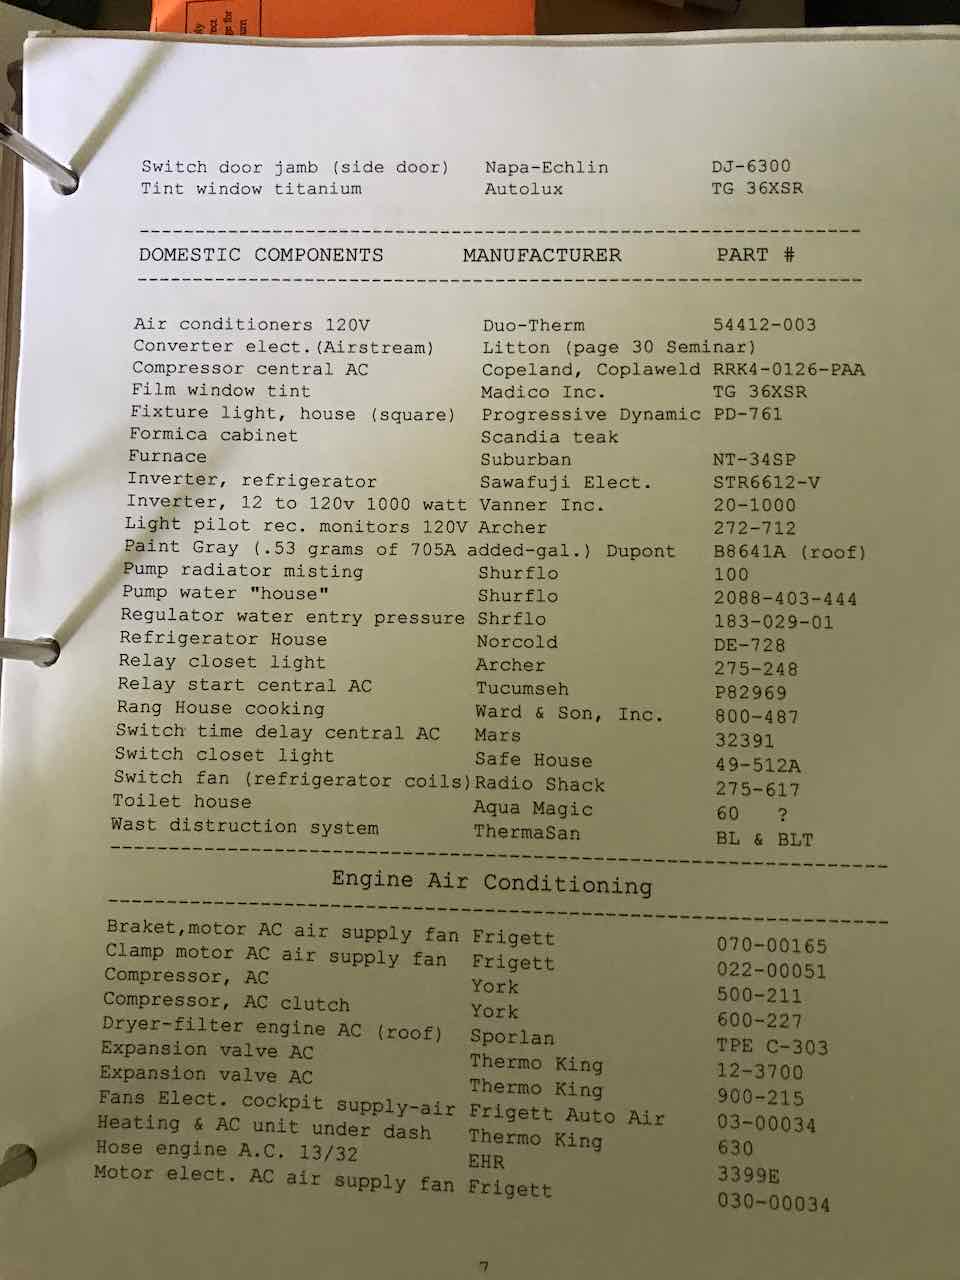 Switch door jamb (side door) Napa-Echlin DJ-6300
Tint window titanium Autolux TG 36XSR
DOMESTIC COMPONENTS MANUFACTURER PART #
Air conditioners 120V Duo-Therm 54412-003
Converter elect.(Airstream) Litton (page 30 Seminar)
Compressor central AC Copeland, Coplaweld RRK4-0126-PAA
Film window tint Madico Inc. TG 36XSR
Fixture light, house (square) Progressive Dynamic PD-761
Formica cabinet Scandia teak
Furnace Suburban NT-34SP
Inverter, refrigerator Sawafuji Elect. STR6612-V
Inverter, 12 to 120v 1000 watt Vanner Inc. 20-1000
Light pilot rec. monitors 120V Archer 272-712
Paint Gray (.53 grams of 705A added-gal.) Dupont B8641A (roof)
Pump radiator misting Shurflo 100
Pump water "house" Shurflo 2088-403-444
Regulator water entry pressure Shrflo 183-029-01
Refrigerator House Norcold DE-728
Relay closet light Archer 275-248
Relay start central AC Tucumseh P82969
Rang House cooking Ward & Son, Inc. 800-487
Switch time delay central AC Mars 32391
Switch closet light Safe House 49-512A
Switch fan (refrigerator coils) Radio Shack 275-617
Toilet house Aqua Magic 60 ?
Wast distruction system ThermaSan BL & BLT
Engine Air Conditioning
Braket,motor AC air supply fan Frigett 070-00165
Clamp motor AC air supply fan Frigett 022-00051
Compressor, AC York 500-211
Compressor, AC clutch York 600-227
Dryer-filter engine AC (roof) Sporlan TPE C-303
Expansion valve AC Thermo King 12-3700
Expansion valve AC Thermo King 900-215
Fans Elect. cockpit supply-air Frigett Auto Air 03-00034
Heating & AC unit under dash Thermo King 630
Hose engine A.C. 13/32 EHR 3399E
Motor elect. AC air supply fan Frigett 030-00034
7